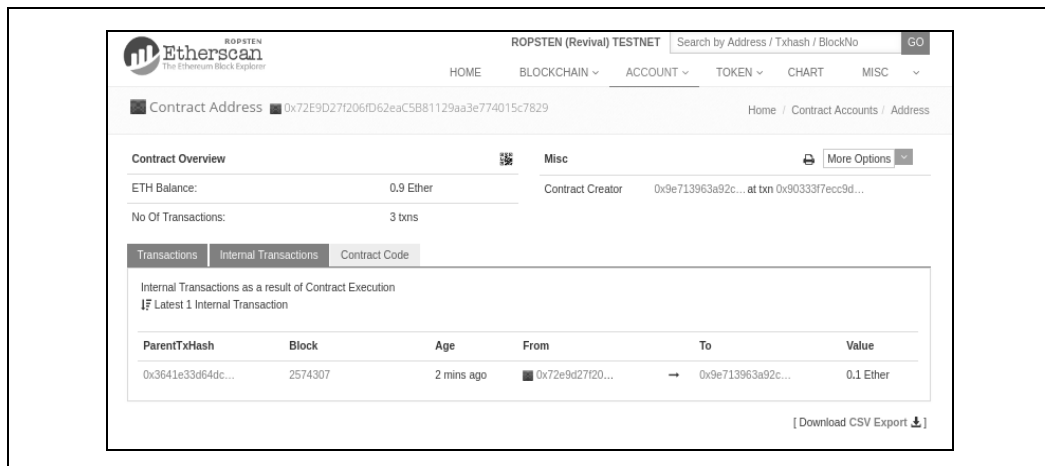 ROPSTEN
Etherscan
The Ethereum Block Explorer
ROPSTEN (Revival) TESTNET Search by Address / Txhash / BlockNo GO
HOME BLOCKCHAIN ACCOUNT TOKEN CHART MISC
Contract Address 0x72E9D27f206fD62eaC5B81129aa3e774015c7829 Home / Contract Accounts / Address
Contract Overview Misc More Options
ETH Balance: 0.9 Ether Contract Creator 0x9e713963a92c... at txn 0x90333f7ecc9d...
No Of Transactions: 3 txns
Transactions Internal Transactions Contract Code
Internal Transactions as a result of Contract Execution
Latest 1 Internal Transaction
ParentTxHash Block Age From To Value
0x3641e33d64dc... 2574307 2 mins ago 0x72e9d27f20... → 0x9e713963a92c... 0.1 Ether
[ Download CSV Export ]